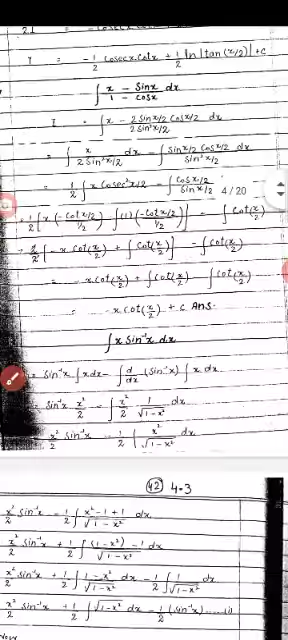 I = -1/2 cosecx.cotx + 1/2 ln|tan(x/2)| + c
∫ x - Sinx / 1 - cosx dx
I = ∫ x - 2 Sin x/2 Cos x/2 / 2 Sin² x/2 dx
= ∫ x / 2 Sin² x/2 dx - ∫ Sin x/2 Cos x/2 / Sin² x/2 dx
= 1/2 ∫ x Cosec² x/2 - ∫ Cos x/2 / Sin x/2
4/20
= 1/2 [ x (-Cot x/2 / 1/2) - ∫ (1) (-Cot x/2 / 1/2) ] - ∫ Cot(x/2)
= 2/2 [ -x Cot(x/2) + ∫ Cot(x/2) ] - ∫ Cot(x/2)
= -x Cot(x/2) + ∫ Cot(x/2) - ∫ Cot(x/2)
= -x Cot(x/2) + c Ans.
∫ x Sin⁻¹x dx
= Sin⁻¹x ∫ x dx - ∫ d/dx (Sin⁻¹x) ∫ x dx
= Sin⁻¹x x²/2 - ∫ x²/2 1/√1-x² dx
x²/2 Sin⁻¹x - 1/2 ∫ x²/√1-x² dx
42 4.3
x²/2 Sin⁻¹x - 1/2 ∫ x²-1+1/√1-x² dx
x²/2 Sin⁻¹x + 1/2 ∫ (1-x²)-1/√1-x² dx
x²/2 Sin⁻¹x + 1/2 ∫ 1-x²/√1-x² dx - 1/2 ∫ 1/√1-x² dx
x²/2 Sin⁻¹x + 1/2 ∫ √1-x² dx - 1/2 (Sin⁻¹x) ......(i)
Now